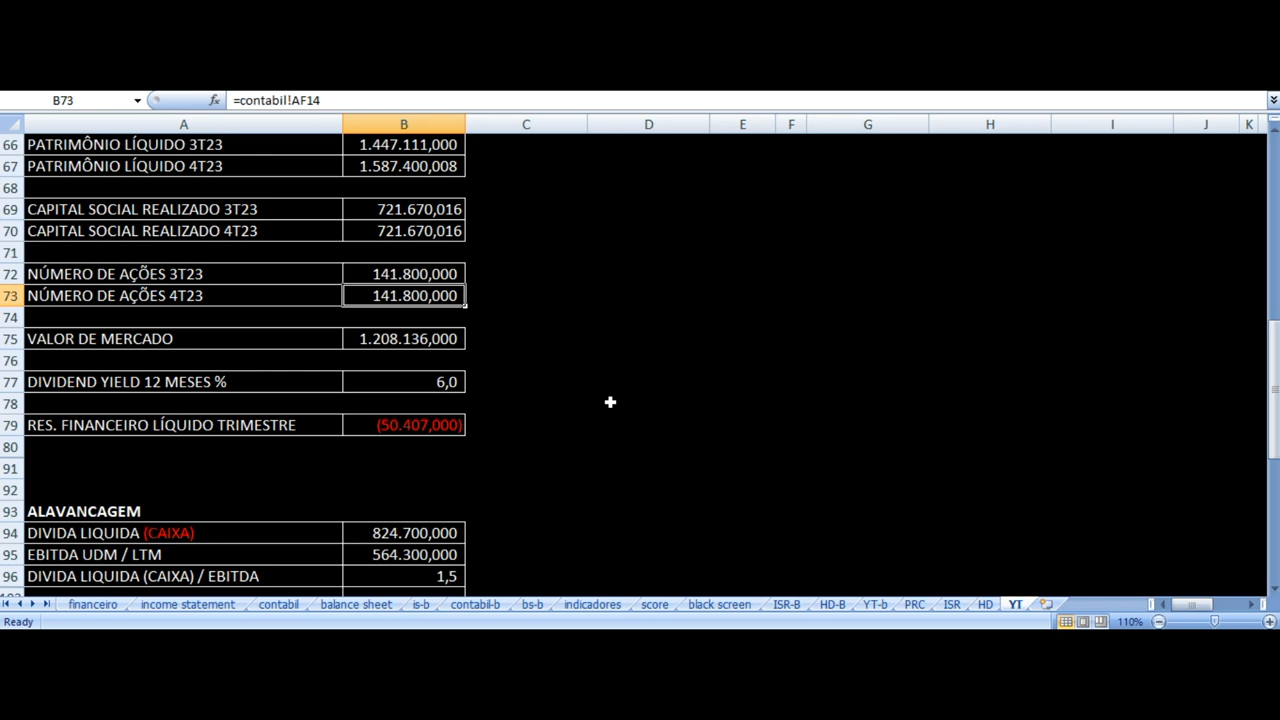 B73 fx =contabil!AF14
A B C D E F G H I J K
66 PATRIMÔNIO LÍQUIDO 3T23 1.447.111,000
67 PATRIMÔNIO LÍQUIDO 4T23 1.587.400,008
68
69 CAPITAL SOCIAL REALIZADO 3T23 721.670,016
70 CAPITAL SOCIAL REALIZADO 4T23 721.670,016
71
72 NÚMERO DE AÇÕES 3T23 141.800,000
73 NÚMERO DE AÇÕES 4T23 141.800,000
74
75 VALOR DE MERCADO 1.208.136,000
76
77 DIVIDEND YIELD 12 MESES % 6,0
78
79 RES. FINANCEIRO LÍQUIDO TRIMESTRE (50.407,000)
80
91
92
93 ALAVANCAGEM
94 DIVIDA LIQUIDA (CAIXA) 824.700,000
95 EBITDA UDM / LTM 564.300,000
96 DIVIDA LIQUIDA (CAIXA) / EBITDA 1,5
financeiro income statement contabil balance sheet is-b contabil-b bs-b indicadores score black screen ISR-B HD-B YT-b PRC ISR HD YT
Ready 110%